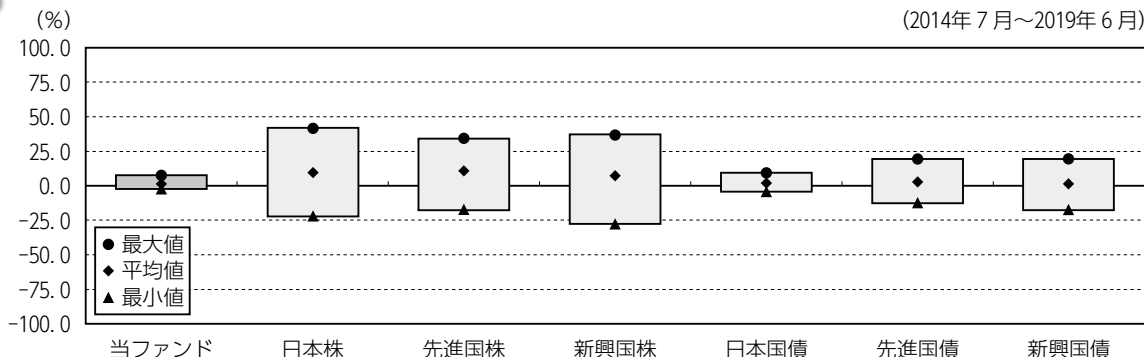 (%)
(2014年7月～2019年6月)
100.0
75.0
50.0
25.0
0.0
−25.0
−50.0
−75.0
−100.0
● 最大値
◆ 平均値
▲ 最小値
当ファンド 日本株 先進国株 新興国株 日本国債 先進国債 新興国債